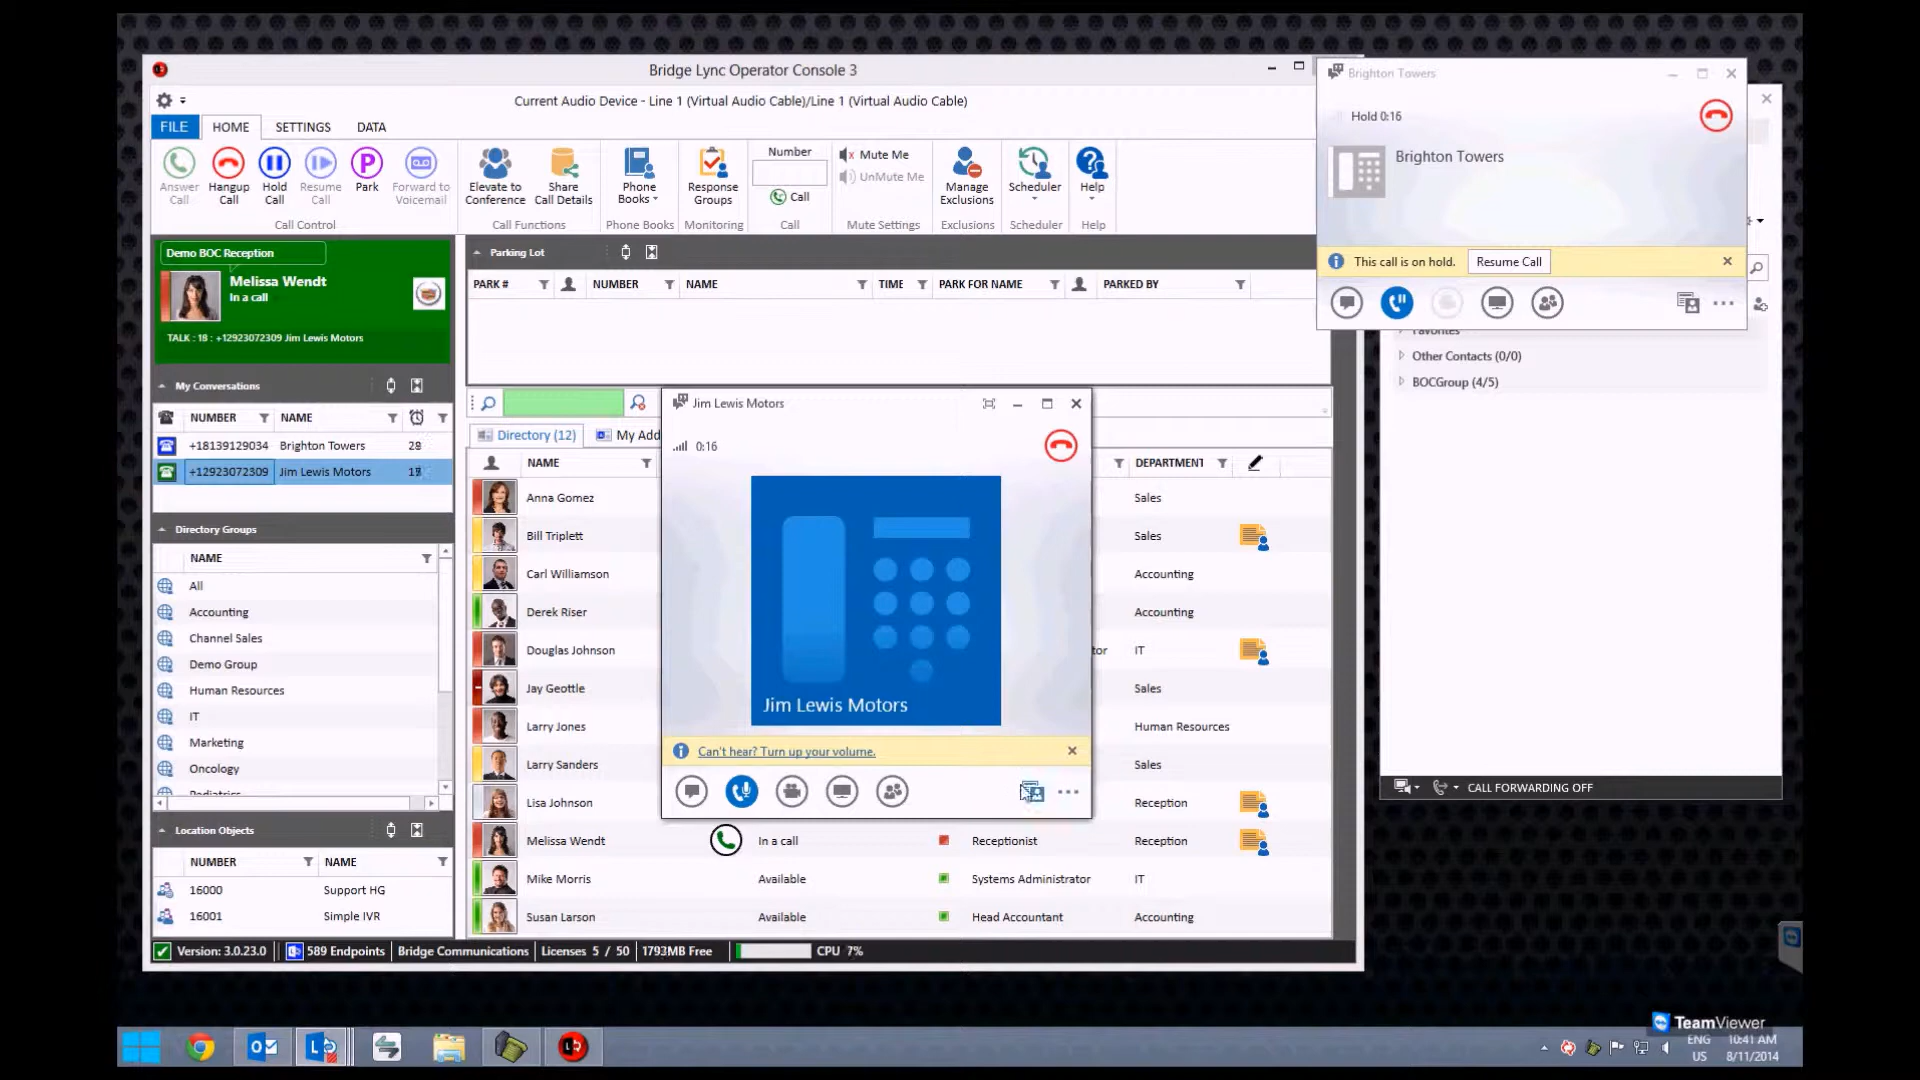 Bridge Lync Operator Console 3
Current Audio Device - Line 1 (Virtual Audio Cable)/Line 1 (Virtual Audio Cable)
FILE HOME SETTINGS DATA
Answer Call
Hangup Call
Hold Call
Resume Call
Park
Forward to Voicemail
Call Control
Elevate to Conference
Share Call Details
Call Functions
Phone Books
Phone Books
Response Groups
Monitoring
Number
Call
Call
Mute Me
UnMute Me
Mute Settings
Manage Exclusions
Exclusions
Scheduler
Scheduler
Help
Help
Demo BOC Reception
Melissa Wendt
In a call
TALK : 18 : +12923072309 Jim Lewis Motors
My Conversations
NUMBER NAME
+18139129034 Brighton Towers 28
+12923072309 Jim Lewis Motors
Directory Groups
NAME
All
Accounting
Channel Sales
Demo Group
Human Resources
IT
Marketing
Oncology
Pediatrics
Location Objects
NUMBER NAME
16000 Support HG
16001 Simple IVR
Parking Lot
PARK # NUMBER NAME TIME PARK FOR NAME PARKED BY
Directory (12) My Add
NAME DEPARTMENT
Anna Gomez Sales
Bill Triplett Sales
Carl Williamson Accounting
Derek Riser Accounting
Douglas Johnson tor IT
Jay Geottle Sales
Larry Jones Human Resources
Larry Sanders Sales
Lisa Johnson Reception
Melissa Wendt In a call Receptionist Reception
Mike Morris Available Systems Administrator IT
Susan Larson Available Head Accountant Accounting
Jim Lewis Motors
0:16
Jim Lewis Motors
Can't hear? Turn up your volume.
Brighton Towers
Hold 0:16
Brighton Towers
This call is on hold. Resume Call
Favorites
Other Contacts (0/0)
BOCGroup (4/5)
CALL FORWARDING OFF
Version: 3.0.23.0 589 Endpoints Bridge Communications Licenses 5 / 50 1793MB Free CPU 7%
TeamViewer
ENG 10:41 AM
US 8/11/2014